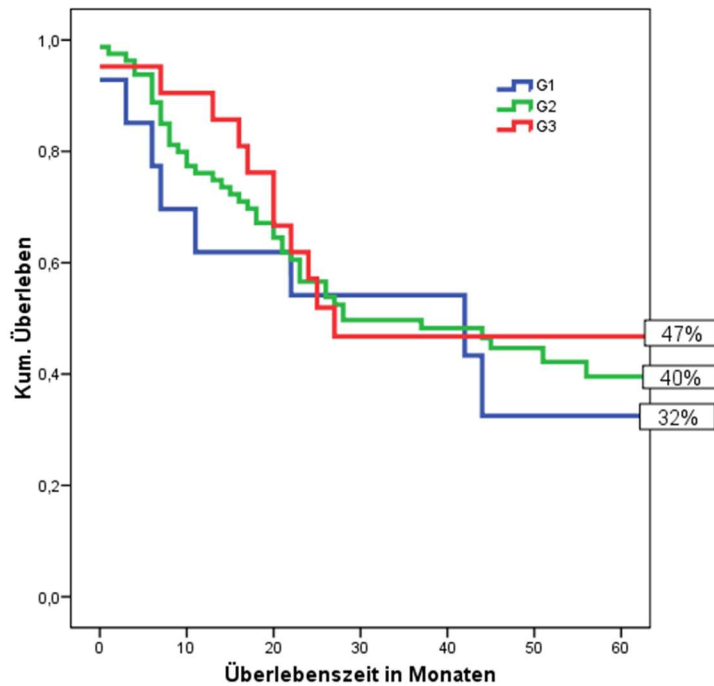 1,0
0,8
0,6
0,4
0,2
0,0
Kum. Überleben
G1
G2
G3
47%
40%
32%
0 10 20 30 40 50 60
Überlebenszeit in Monaten